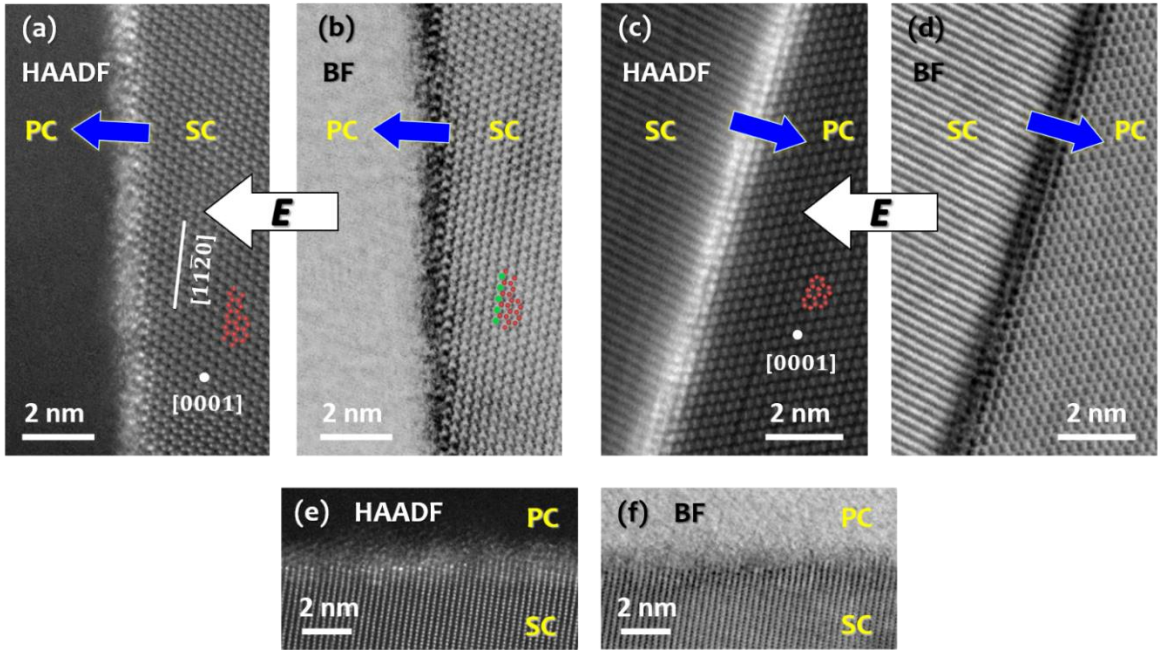 (a)
HAADF
PC
SC
[112̄0]
[0001]
2 nm
(b)
BF
PC
SC
E
2 nm
(c)
HAADF
SC
PC
[0001]
2 nm
(d)
BF
SC
PC
E
2 nm
(e) HAADF
PC
2 nm
SC
(f) BF
PC
2 nm
SC